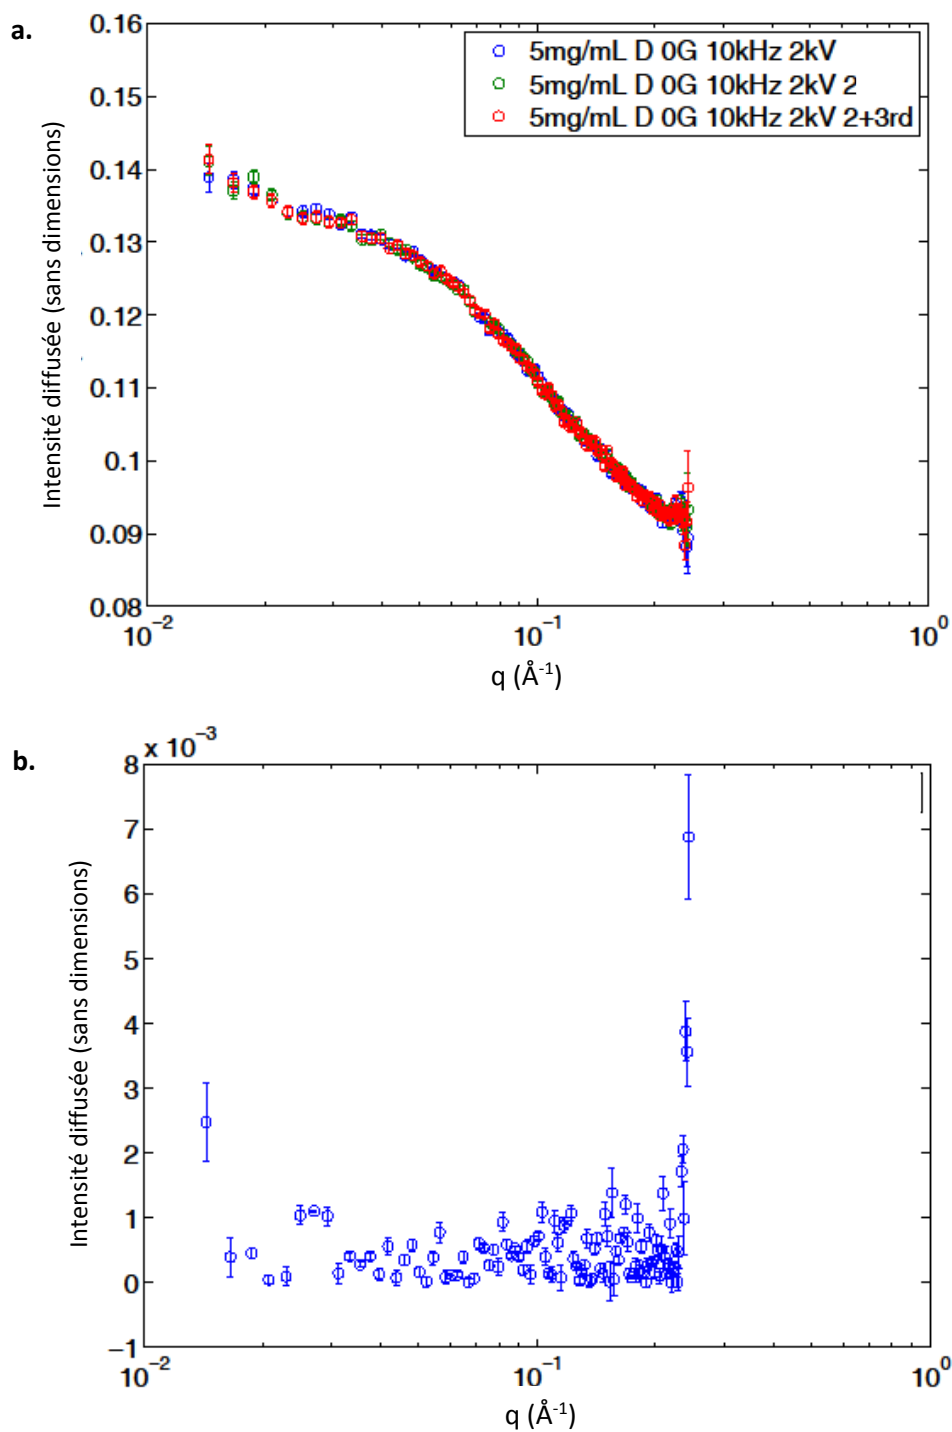 a.
0.16
0.15
0.14
0.13
0.12
0.11
0.1
0.09
0.08
Intensité diffusée (sans dimensions)
5mg/mL D 0G 10kHz 2kV
5mg/mL D 0G 10kHz 2kV 2
5mg/mL D 0G 10kHz 2kV 2+3rd
10⁻² 10⁻¹ 10⁰
q (Å⁻¹)
b.
x 10⁻³
8
7
6
5
4
3
2
1
0
−1
Intensité diffusée (sans dimensions)
10⁻² 10⁻¹ 10⁰
q (Å⁻¹)